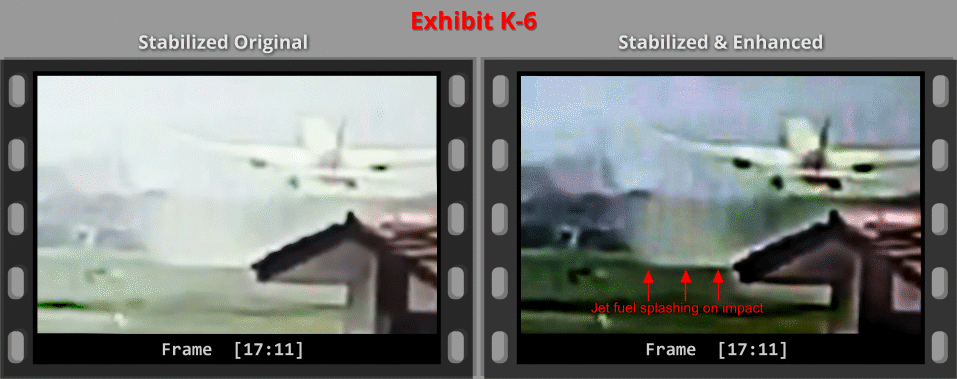 Exhibit K-6
Stabilized Original
Stabilized & Enhanced
Jet fuel splashing on impact
Frame [17:11]
Frame [17:11]